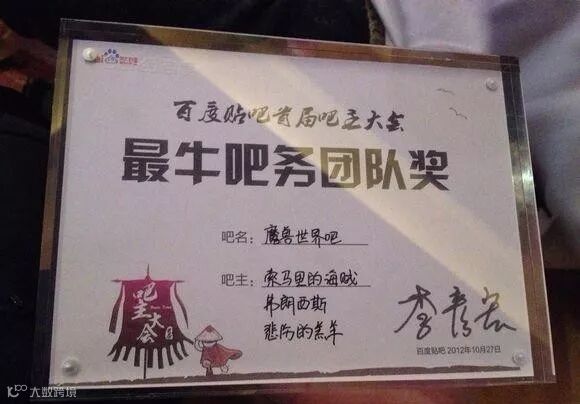 百度贴吧首届吧主大会
最牛吧务团队奖
吧名：魔兽世界吧
吧主：索马里的海贼
弗朗西斯
悲伤的羔羊
吧主大会
百度贴吧 2012年10月27日
大数跨境